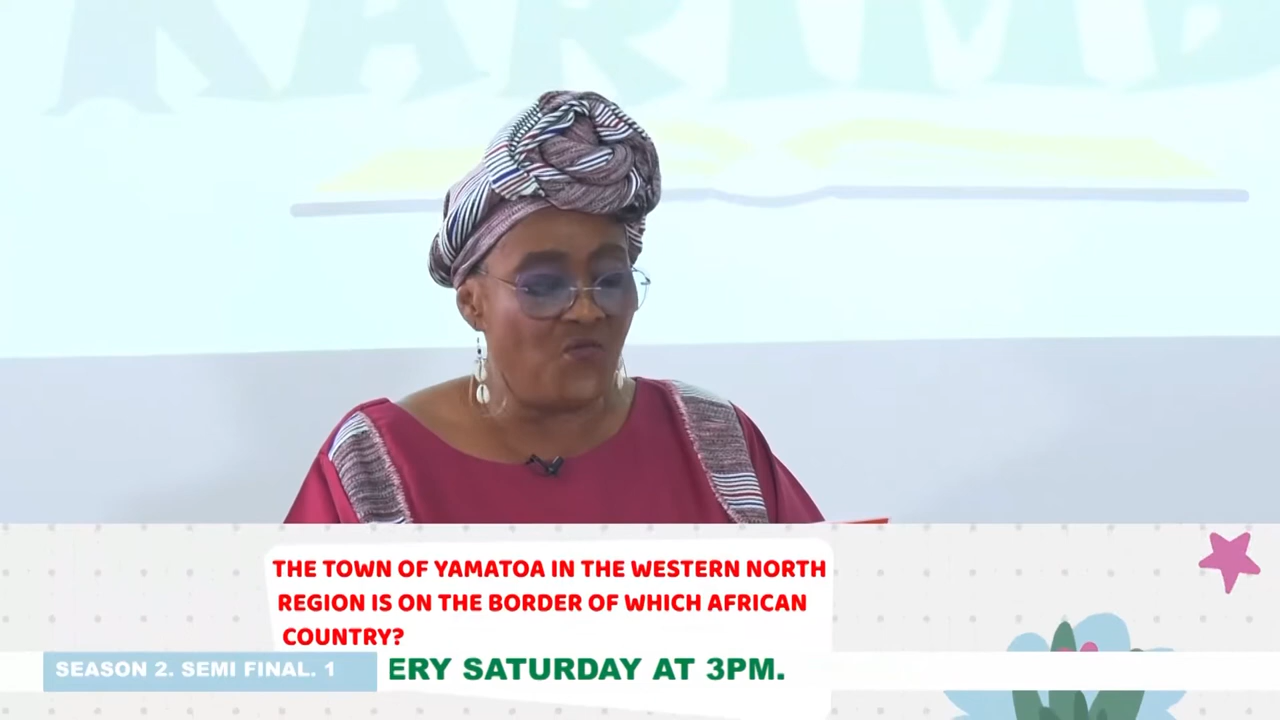 KARIMU
THE TOWN OF YAMATOA IN THE WESTERN NORTH
REGION IS ON THE BORDER OF WHICH AFRICAN
COUNTRY?
SEASON 2. SEMI FINAL. 1
ERY SATURDAY AT 3PM.